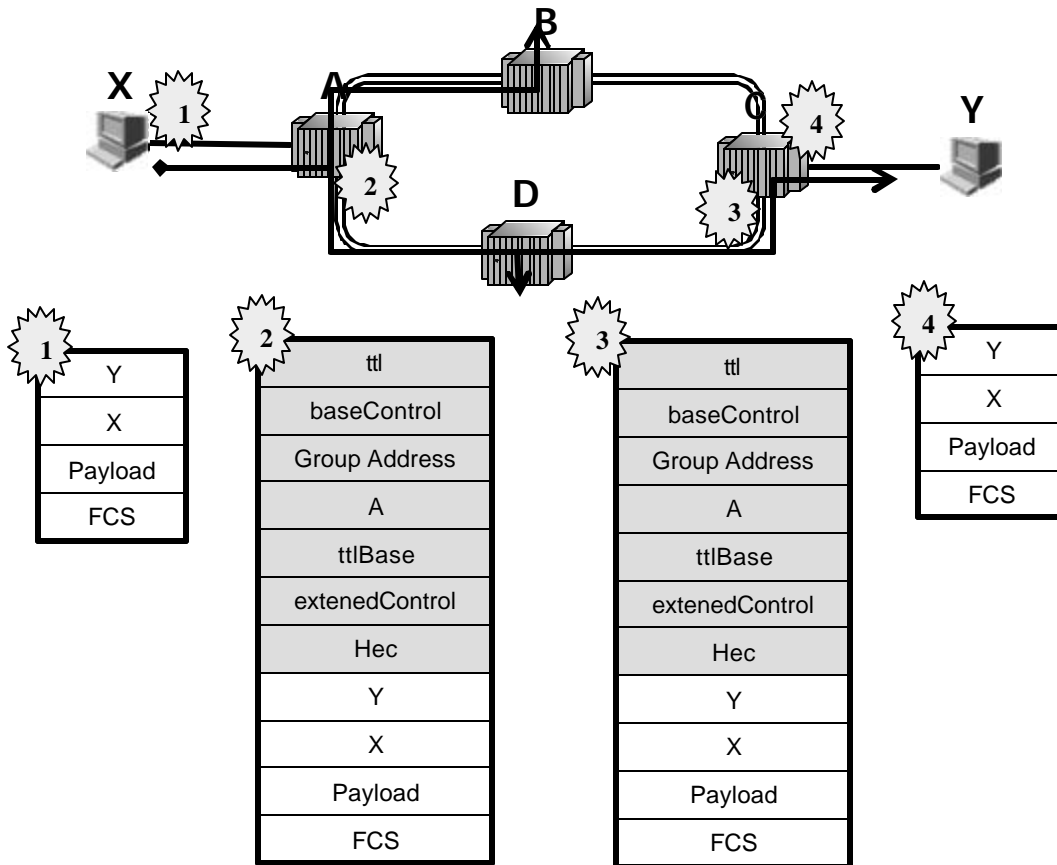 B
X
A
C
Y
1
4
2
D
3
1
Y
X
Payload
FCS
2
ttl
baseControl
Group Address
A
ttlBase
extenedControl
Hec
Y
X
Payload
FCS
3
ttl
baseControl
Group Address
A
ttlBase
extenedControl
Hec
Y
X
Payload
FCS
4
Y
X
Payload
FCS